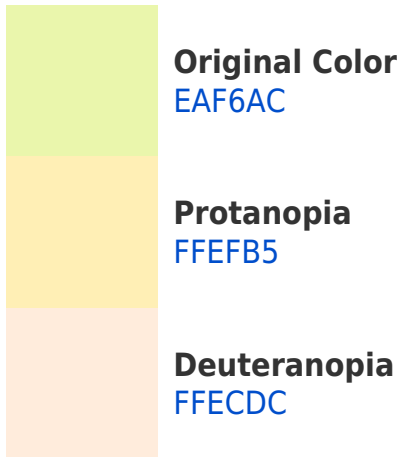 Original Color
EAF6AC
Protanopia
FFEFB5
Deuteranopia
FFECDC